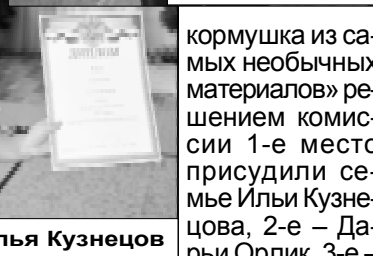 ДИПЛОМ
лья Кузнецов
кормушка из са-
мых необычных
материалов» ре-
шением комис-
сии 1-е место
присудили се-
мье Ильи Кузне-
цова, 2-е – Да-
рьи Орлик, 3-е –